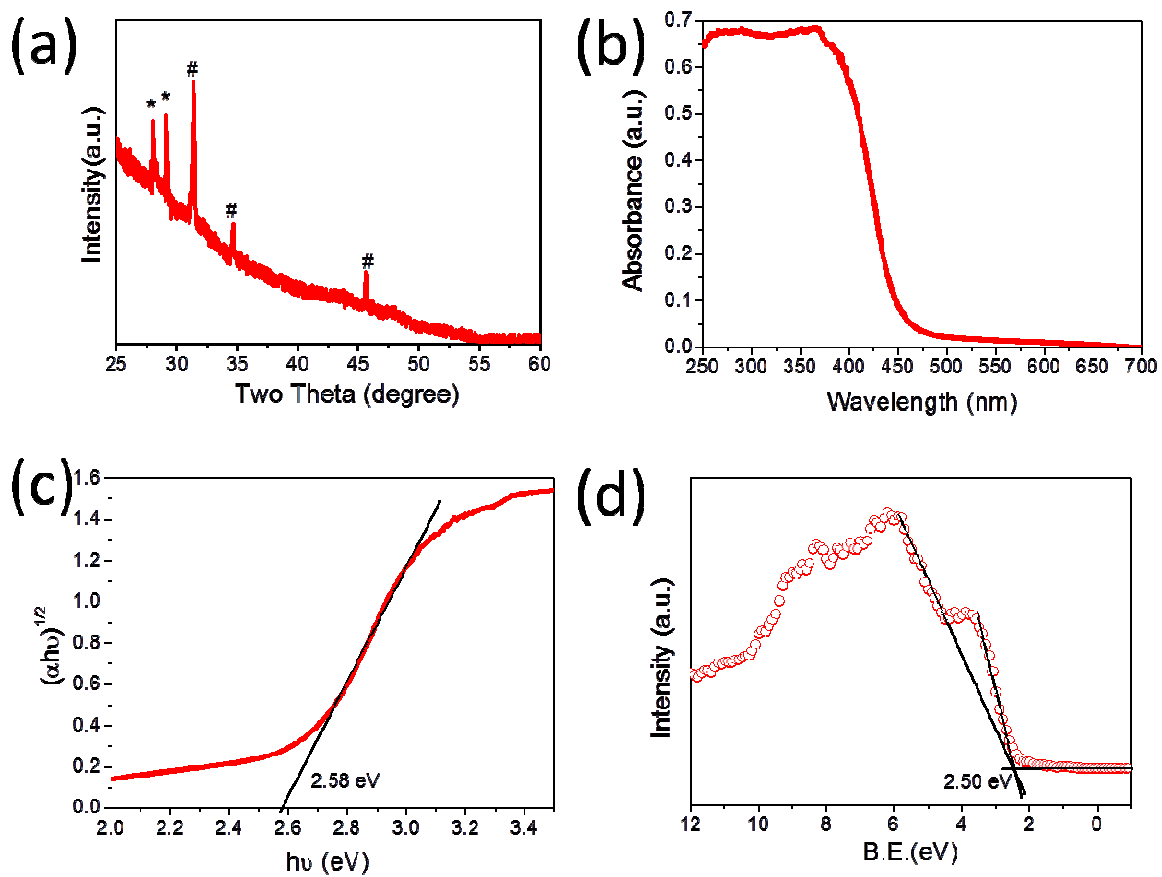 (a)
* * #
#
#
Intensity(a.u.)
25 30 35 40 45 50 55 60
Two Theta (degree)
(b)
0.7
0.6
0.5
0.4
0.3
0.2
0.1
0.0
Absorbance (a.u.)
250 300 350 400 450 500 550 600 650 700
Wavelength (nm)
(c)
1.6
1.4
1.2
1.0
0.8
0.6
0.4
0.2
0.0
(αhυ)1/2
2.58 eV
2.0 2.2 2.4 2.6 2.8 3.0 3.2 3.4
hυ (eV)
(d)
Intensity (a.u.)
2.50 eV
12 10 8 6 4 2 0
B.E.(eV)